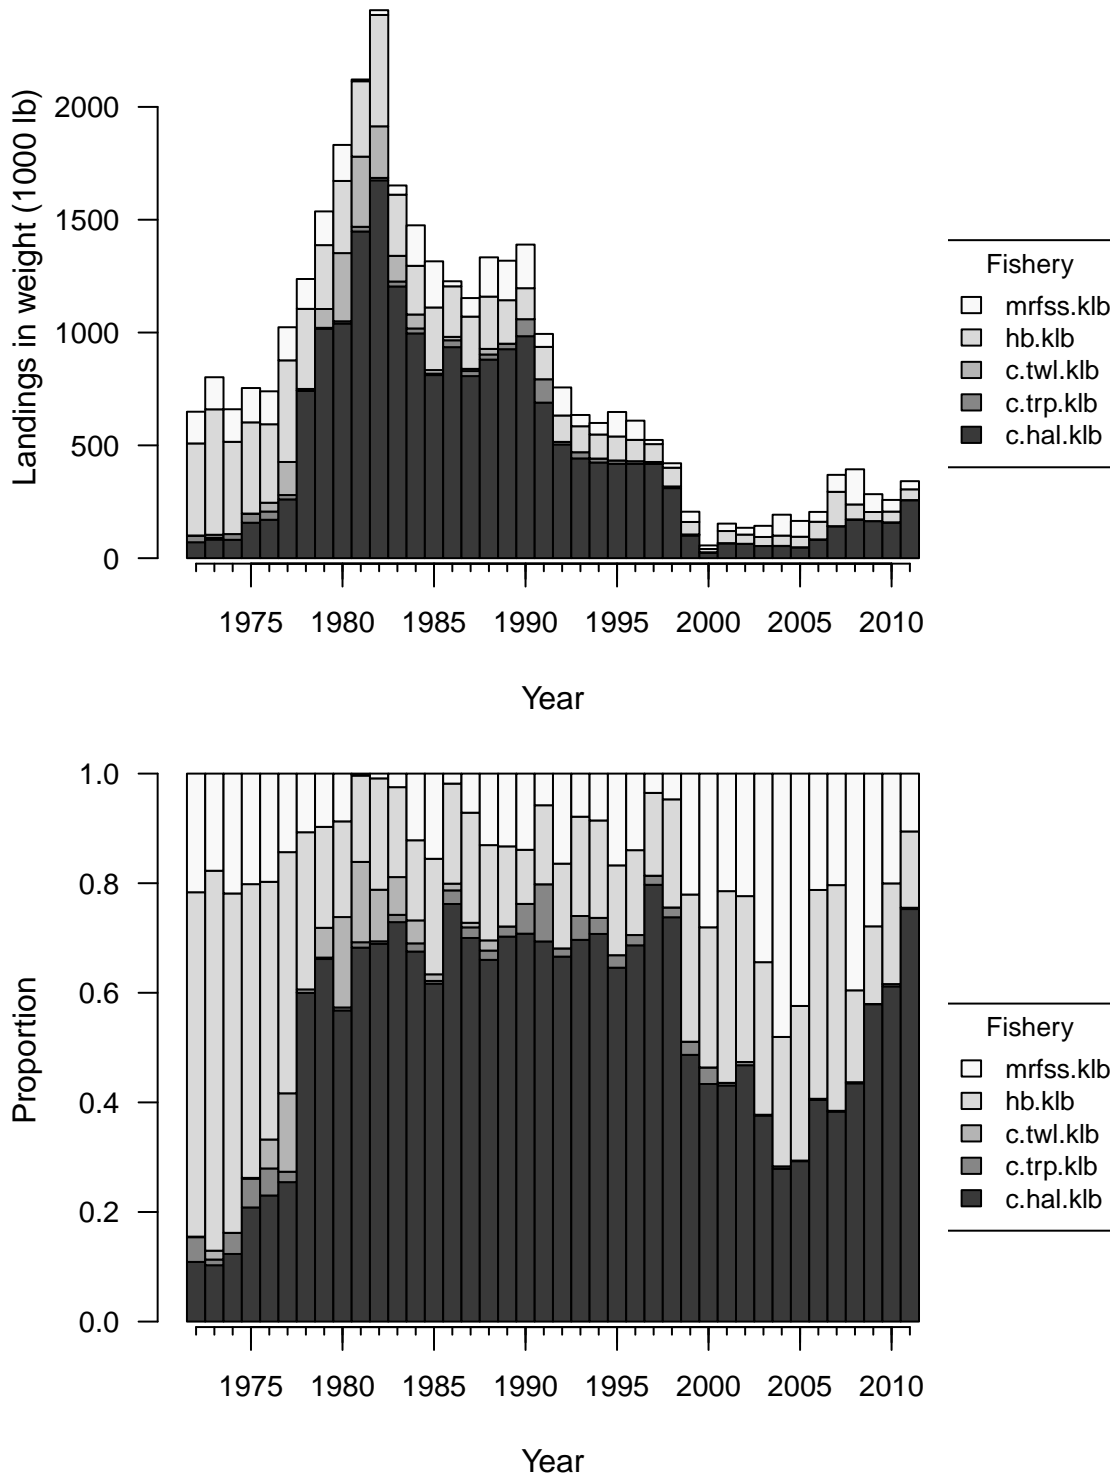 Landings in weight (1000 lb)
2000
1500
1000
500
0
1975 1980 1985 1990 1995 2000 2005 2010
Year
Fishery
mrfss.klb
hb.klb
c.twl.klb
c.trp.klb
c.hal.klb
Proportion
1.0
0.8
0.6
0.4
0.2
0.0
1975 1980 1985 1990 1995 2000 2005 2010
Year
Fishery
mrfss.klb
hb.klb
c.twl.klb
c.trp.klb
c.hal.klb